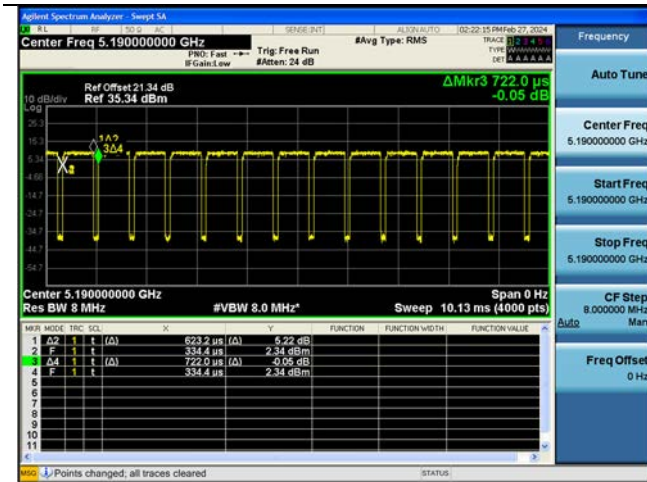 Agilent Spectrum Analyzer - Swept SA
RL RF 50 Ω AC SENSE:INT ALIGN AUTO 02:22:15 PM Feb 27, 2024
Center Freq 5.190000000 GHz
PNO: Fast
IFGain:Low
Trig: Free Run
#Atten: 24 dB
#Avg Type: RMS
TRACE 1 2 3 4 5 6
TYPE
DET A A A A A A
Ref Offset 21.34 dB
10 dB/div Ref 35.34 dBm
Log
ΔMkr3 722.0 µs
-0.05 dB
25.3
15.3
5.34
-4.66
-14.7
-24.7
-34.7
-44.7
-54.7
1Δ2
3Δ4
Center 5.190000000 GHz Span 0 Hz
Res BW 8 MHz #VBW 8.0 MHz* Sweep 10.13 ms (4000 pts)
MKR MODE TRC SCL X Y FUNCTION FUNCTION WIDTH FUNCTION VALUE
1 Δ2 1 t (Δ) 623.2 µs (Δ) 5.22 dB
2 F 1 t 334.4 µs 2.34 dBm
3 Δ4 1 t (Δ) 722.0 µs (Δ) -0.05 dB
4 F 1 t 334.4 µs 2.34 dBm
5
6
7
8
9
10
11
MSG Points changed; all traces cleared STATUS
Frequency
Auto Tune
Center Freq
5.190000000 GHz
Start Freq
5.190000000 GHz
Stop Freq
5.190000000 GHz
CF Step
8.000000 MHz
Auto Man
Freq Offset
0 Hz